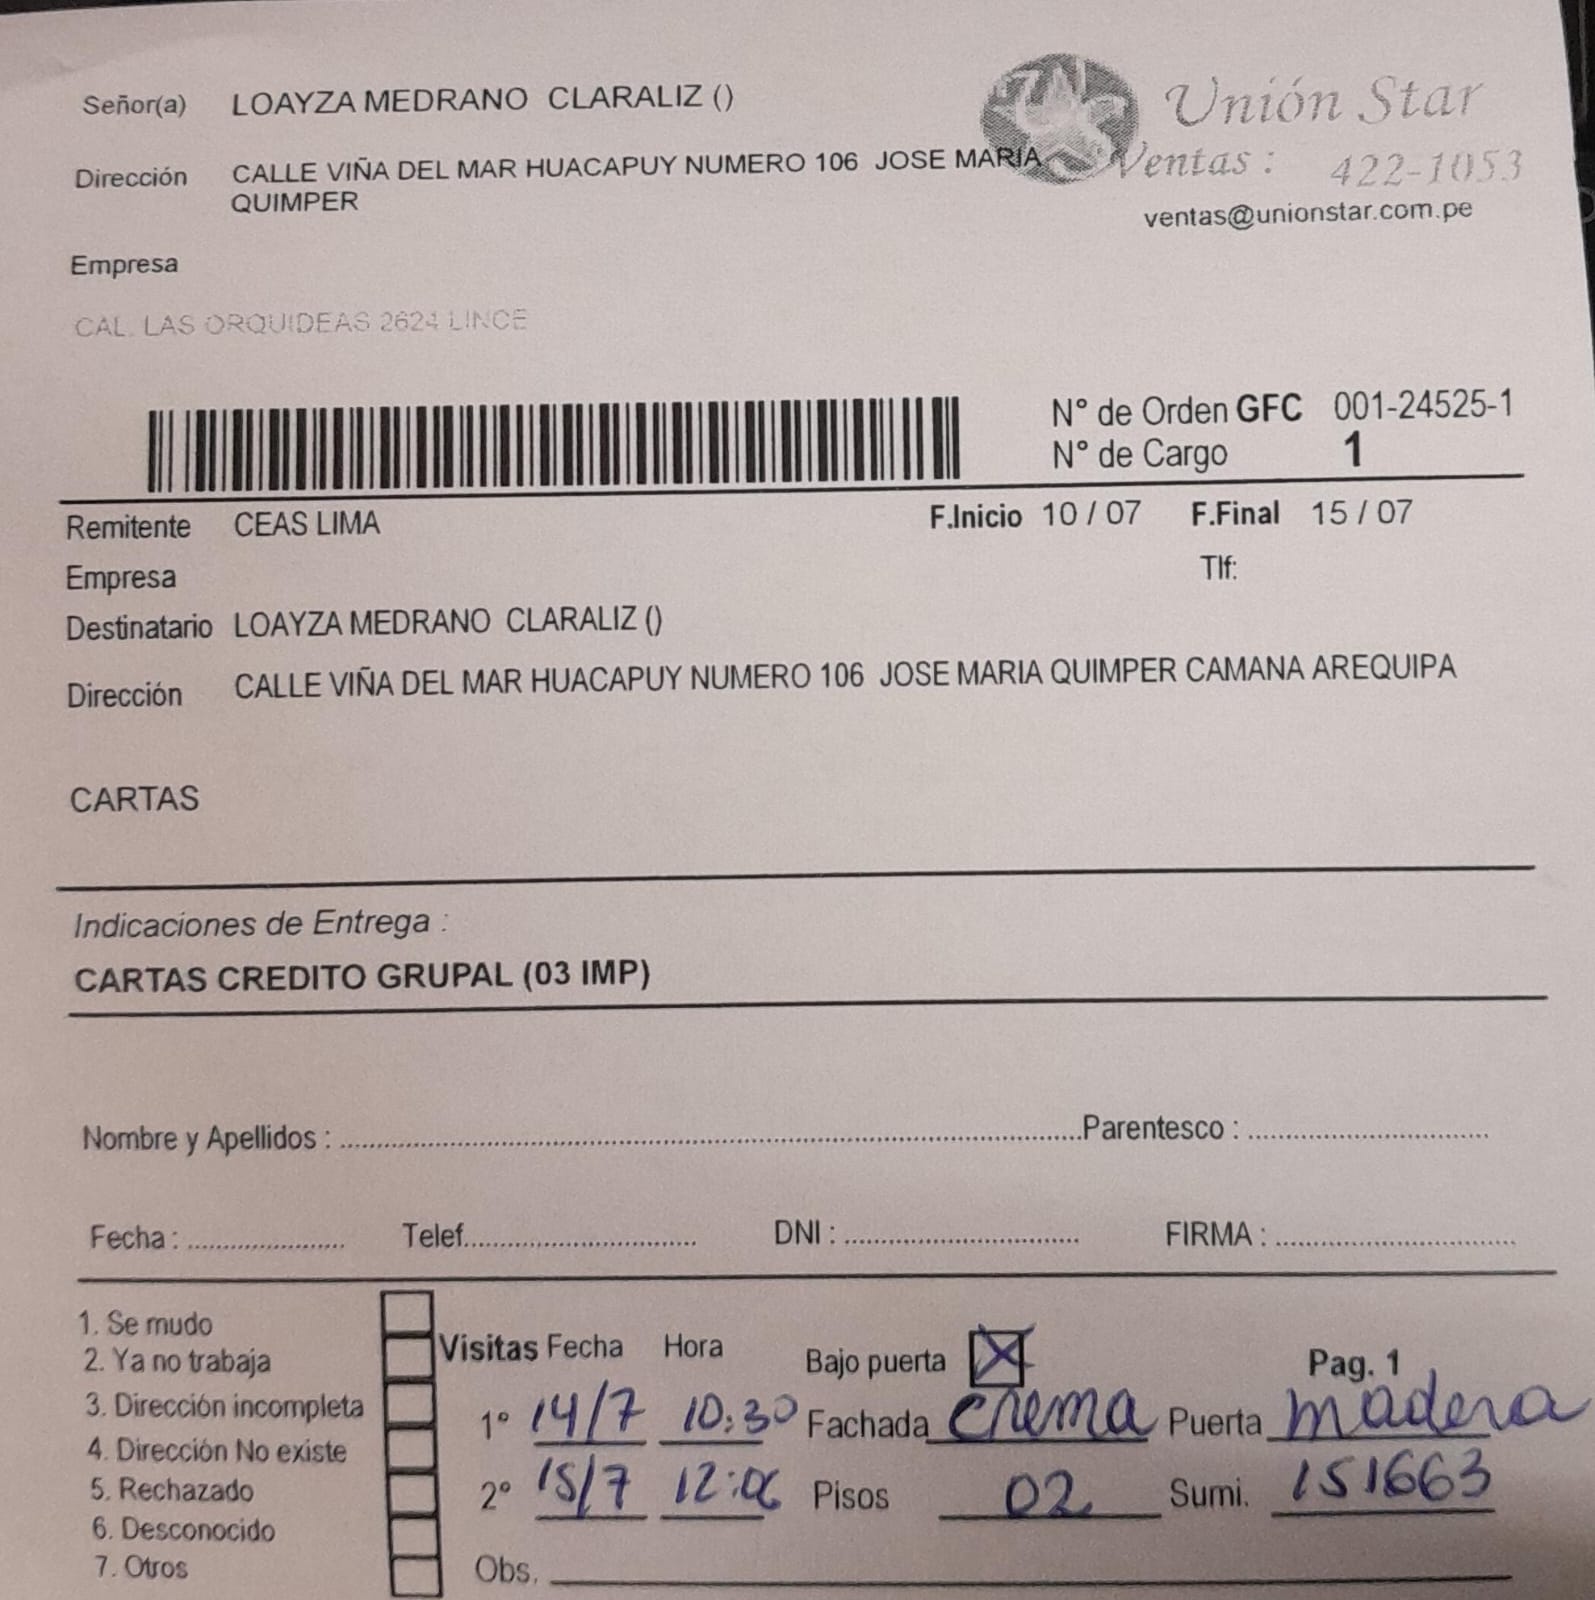 Señor(a) LOAYZA MEDRANO CLARALIZ ()
Unión Star
Dirección CALLE VIÑA DEL MAR HUACAPUY NUMERO 106 JOSE MARIA
QUIMPER
Ventas : 422-1053
ventas@unionstar.com.pe
Empresa
CAL. LAS ORQUIDEAS 2624 LINCE
N° de Orden GFC 001-24525-1
N° de Cargo 1
Remitente CEAS LIMA F.Inicio 10 / 07 F.Final 15 / 07
Empresa Tlf:
Destinatario LOAYZA MEDRANO CLARALIZ ()
Dirección CALLE VIÑA DEL MAR HUACAPUY NUMERO 106 JOSE MARIA QUIMPER CAMANA AREQUIPA
CARTAS
Indicaciones de Entrega :
CARTAS CREDITO GRUPAL (03 IMP)
Nombre y Apellidos : Parentesco :
Fecha : Telef. DNI : FIRMA :
1. Se mudo
2. Ya no trabaja
3. Dirección incompleta
4. Dirección No existe
5. Rechazado
6. Desconocido
7. Otros
Visitas Fecha Hora Bajo puerta X Pag. 1
1° 14/7 10:30 Fachada crema Puerta madera
2° 15/7 12:06 Pisos 02 Sumi. 151663
Obs.